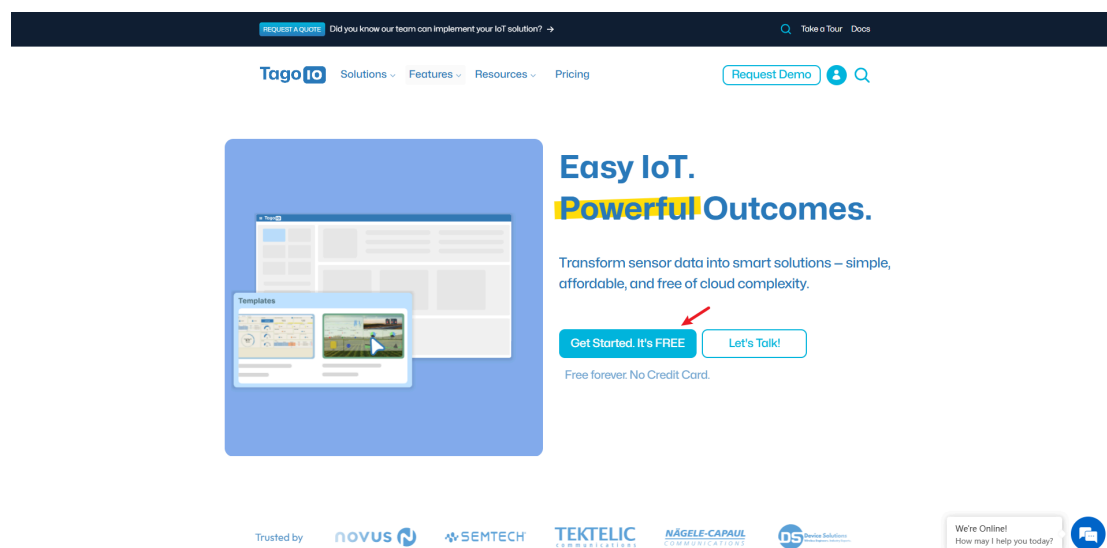 REQUEST A QUOTE Did you know our team can implement your IoT solution? →
Take a Tour Docs
Tago IO
Solutions Features Resources Pricing
Request Demo
Easy IoT.
Powerful Outcomes.
Transform sensor data into smart solutions – simple,
affordable, and free of cloud complexity.
Get Started. It's FREE Let's Talk!
Free forever. No Credit Card.
Tago IO
Templates
Trusted by
novus
SEMTECH
TEKTELIC
communications
NÄGELE-CAPAUL
COMMUNICATIONS
DS Device Solutions
We're Online!
How may I help you today?